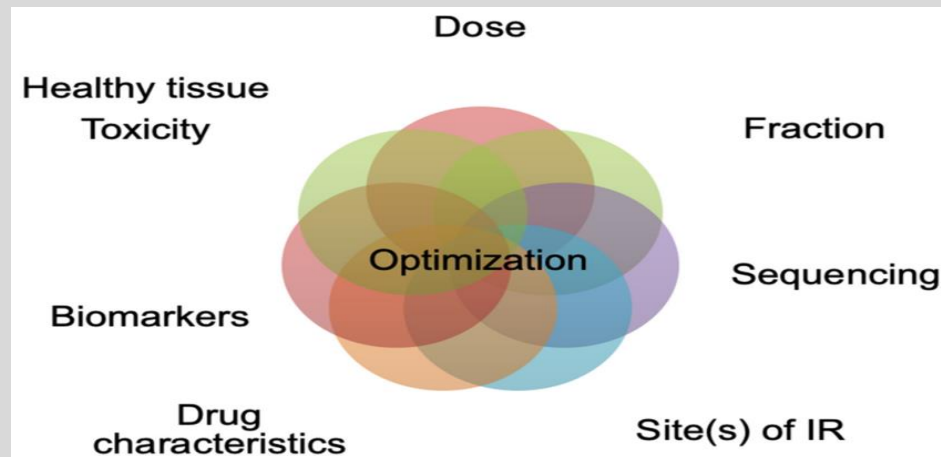 Dose
Healthy tissue
Toxicity
Fraction
Optimization
Sequencing
Biomarkers
Drug
characteristics
Site(s) of IR